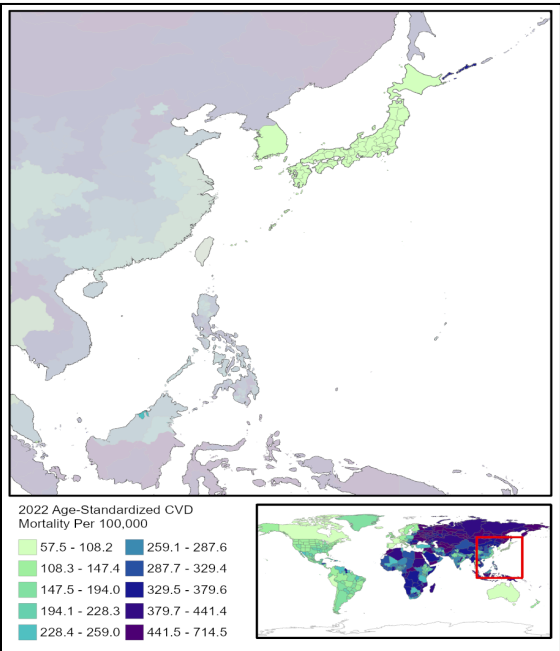 2022 Age-Standardized CVD
Mortality Per 100,000
57.5 - 108.2
108.3 - 147.4
147.5 - 194.0
194.1 - 228.3
228.4 - 259.0
259.1 - 287.6
287.7 - 329.4
329.5 - 379.6
379.7 - 441.4
441.5 - 714.5